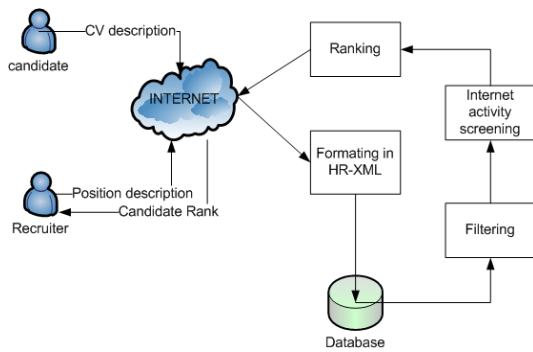 CV description
candidate
INTERNET
Ranking
Internet
activity
screening
Formating in
HR-XML
Position description
Candidate Rank
Recruiter
Filtering
Database